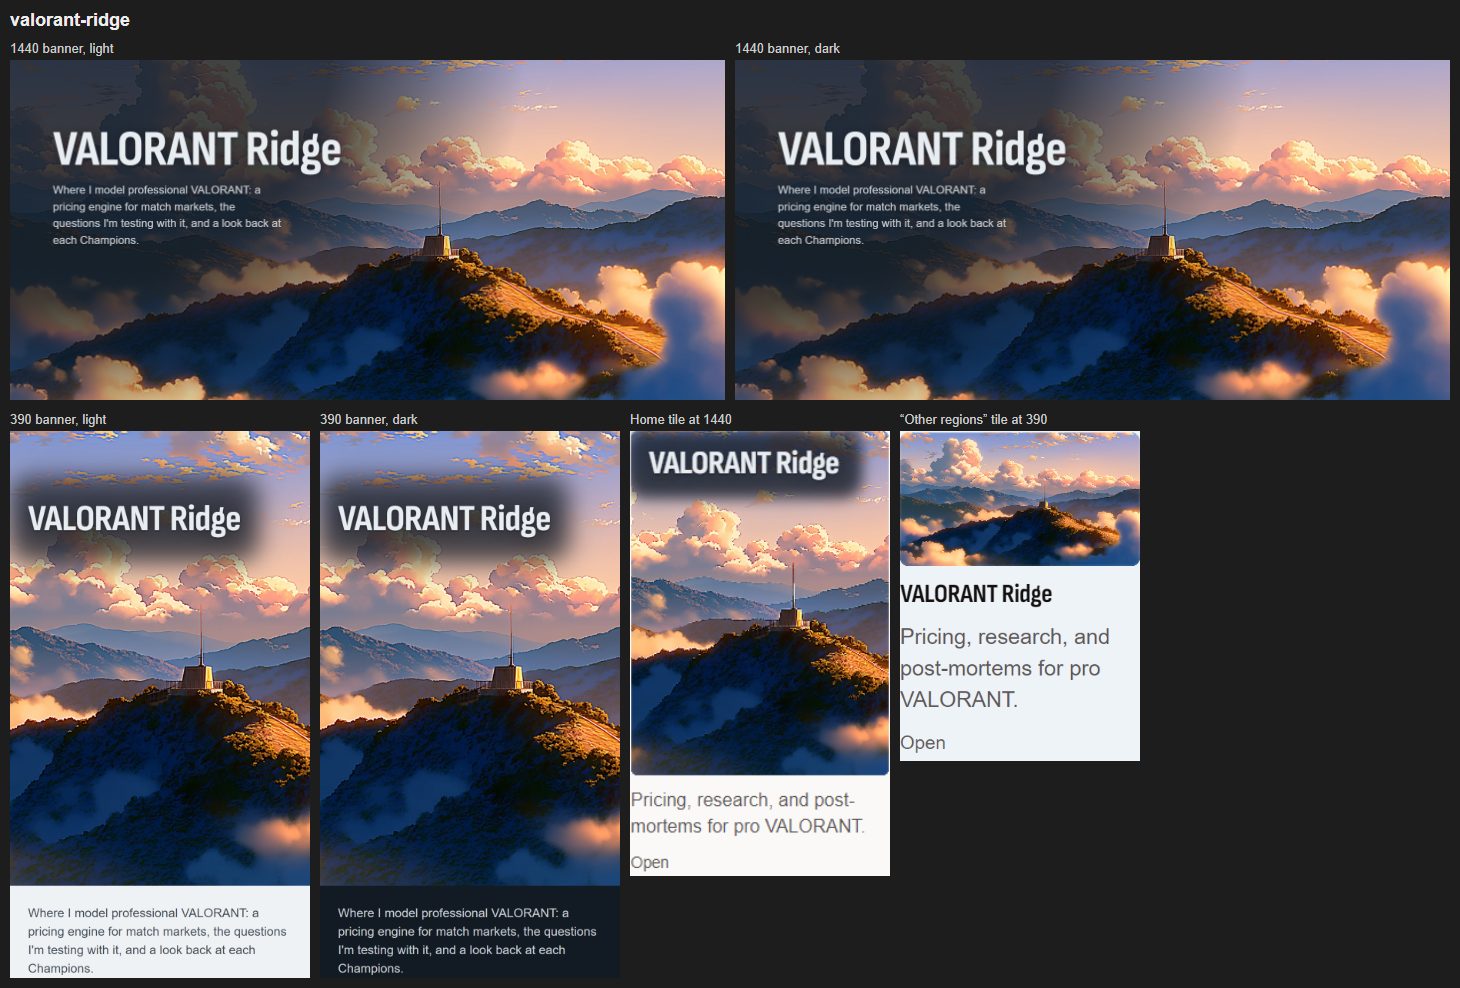 valorant-ridge
1440 banner, light
1440 banner, dark
VALORANT Ridge
Where I model professional VALORANT: a
pricing engine for match markets, the
questions I'm testing with it, and a look back at
each Champions.
VALORANT Ridge
Where I model professional VALORANT: a
pricing engine for match markets, the
questions I'm testing with it, and a look back at
each Champions.
390 banner, light
390 banner, dark
Home tile at 1440
“Other regions” tile at 390
VALORANT Ridge
Where I model professional VALORANT: a
pricing engine for match markets, the questions
I'm testing with it, and a look back at each
Champions.
VALORANT Ridge
Where I model professional VALORANT: a
pricing engine for match markets, the questions
I'm testing with it, and a look back at each
Champions.
VALORANT Ridge
Pricing, research, and post-
mortems for pro VALORANT.
Open
VALORANT Ridge
Pricing, research, and
post-mortems for pro
VALORANT.
Open